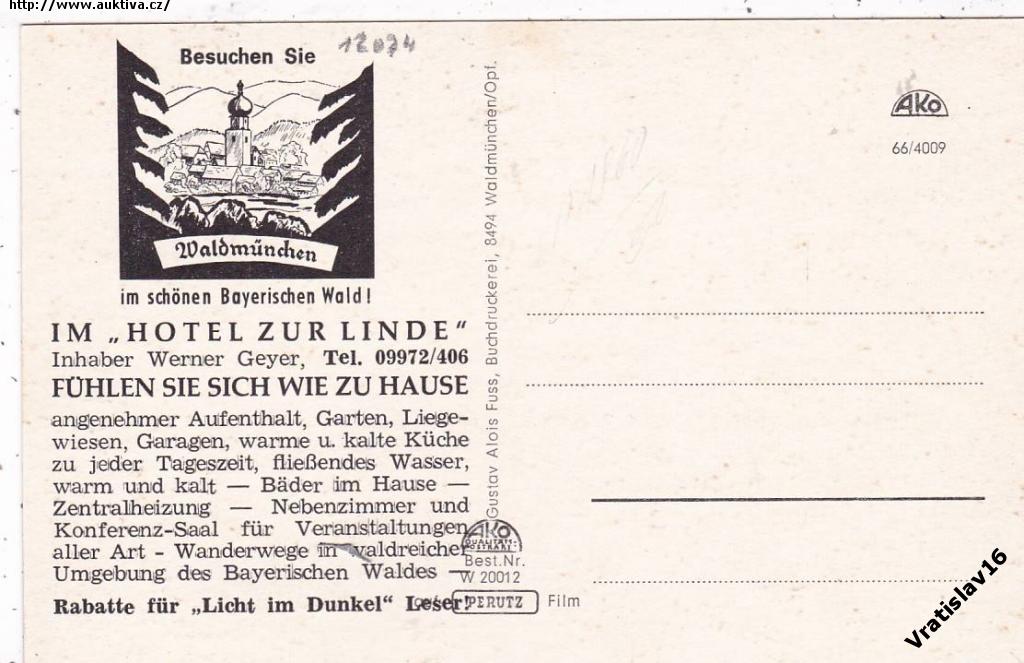 http://www.auktiva.cz/
Besuchen Sie
12074
Waldmünchen
im schönen Bayerischen Wald!
IM „HOTEL ZUR LINDE"
Inhaber Werner Geyer, Tel. 09972/406
FÜHLEN SIE SICH WIE ZU HAUSE
angenehmer Aufenthalt, Garten, Liege-
wiesen, Garagen, warme u. kalte Küche
zu jeder Tageszeit, fließendes Wasser,
warm und kalt — Bäder im Hause —
Zentralheizung — Nebenzimmer und
Konferenz-Saal für Veranstaltungen
aller Art - Wanderwege in waldreicher
Umgebung des Bayerischen Waldes —
Rabatte für „Licht im Dunkel" Leser!
Gustav Alois Fuss, Buchdruckerei, 8494 Waldmünchen/Opf.
AKO
QUALITÄTS-
POSTKARTE
Best.Nr.
W 20012
PERUTZ Film
AKO
66/4009
Vratislav16